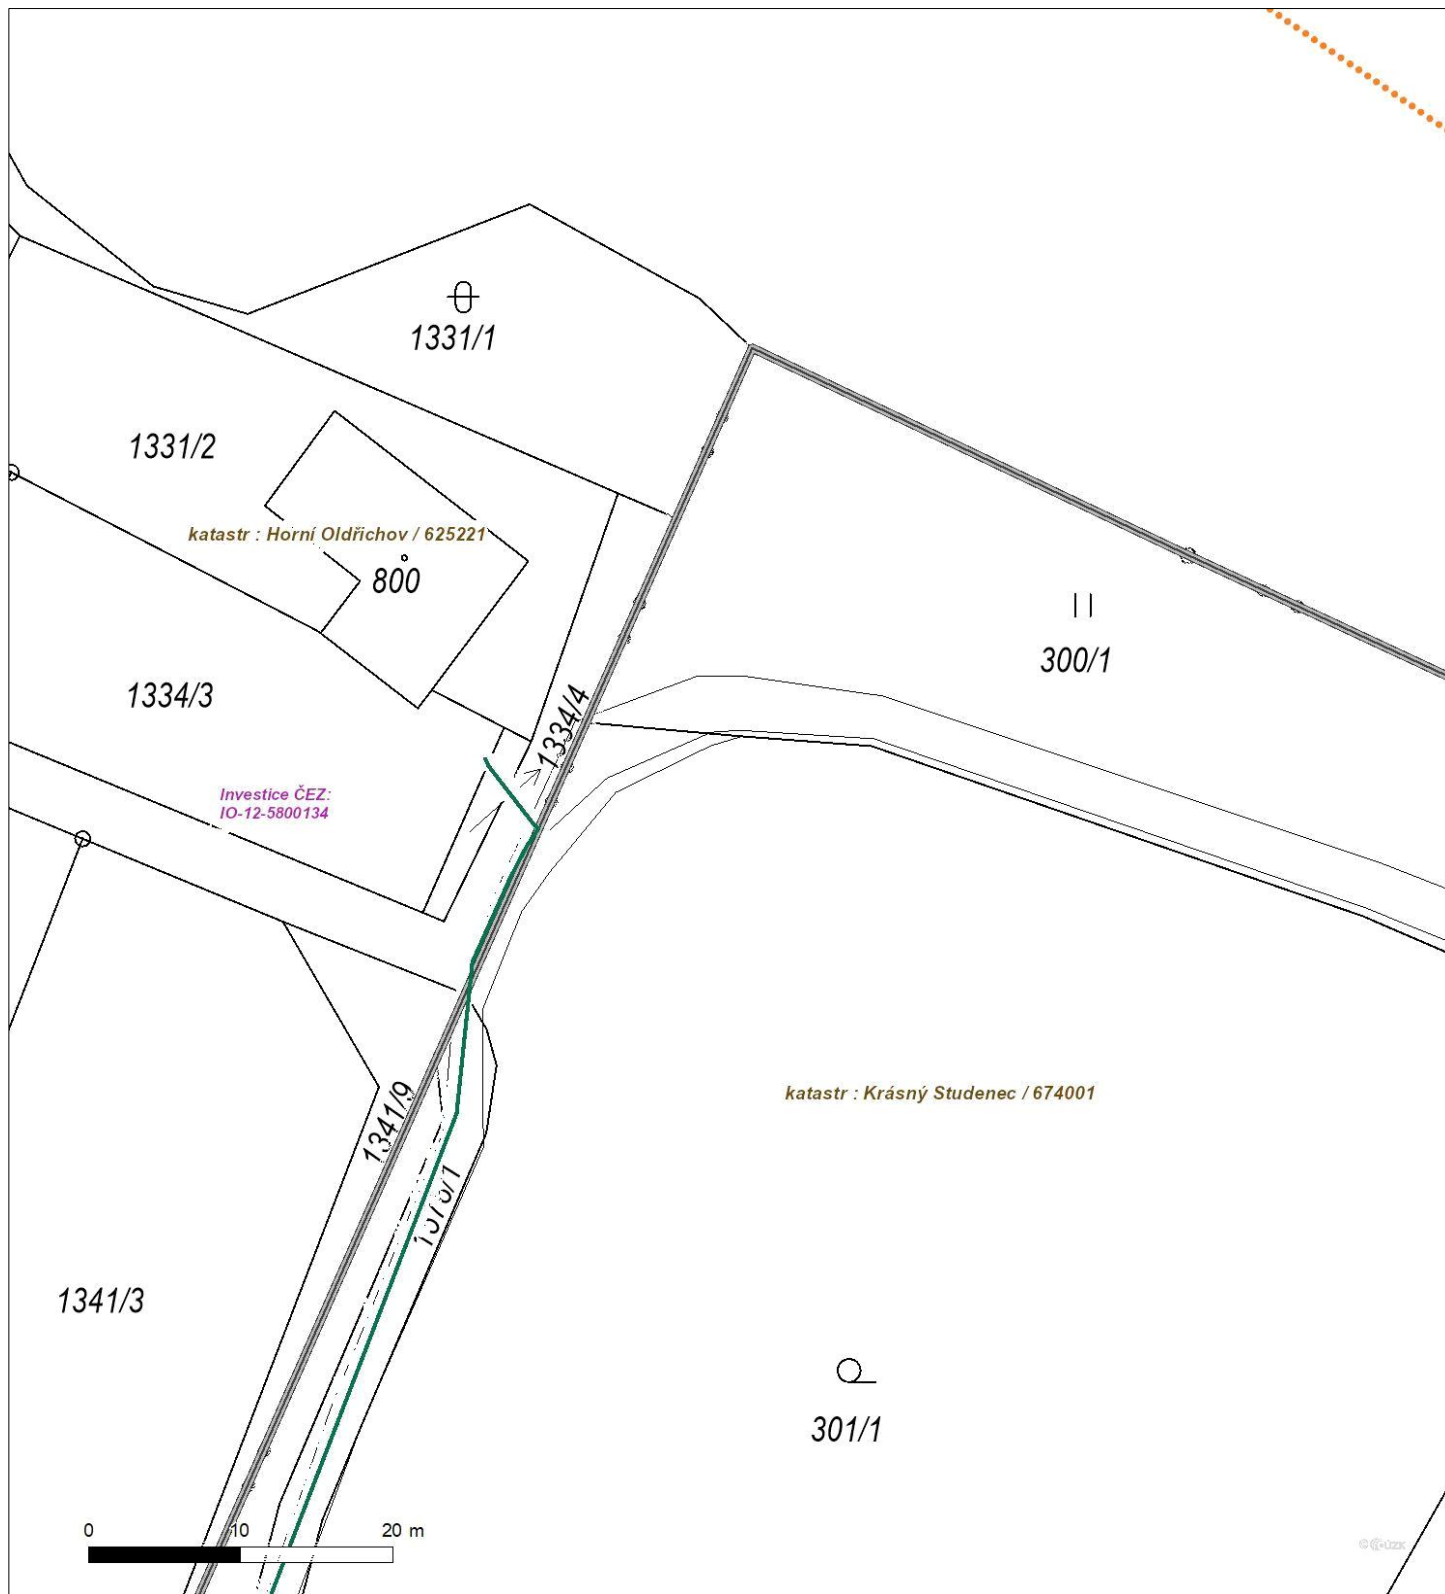 1331/1
1331/2
katastr : Horní Oldřichov / 625221
800
300/1
1334/3
1334/4
Investice ČEZ:
IO-12-5800134
katastr : Krásný Studenec / 674001
1341/9
1341/3
301/1
0 10 20 m